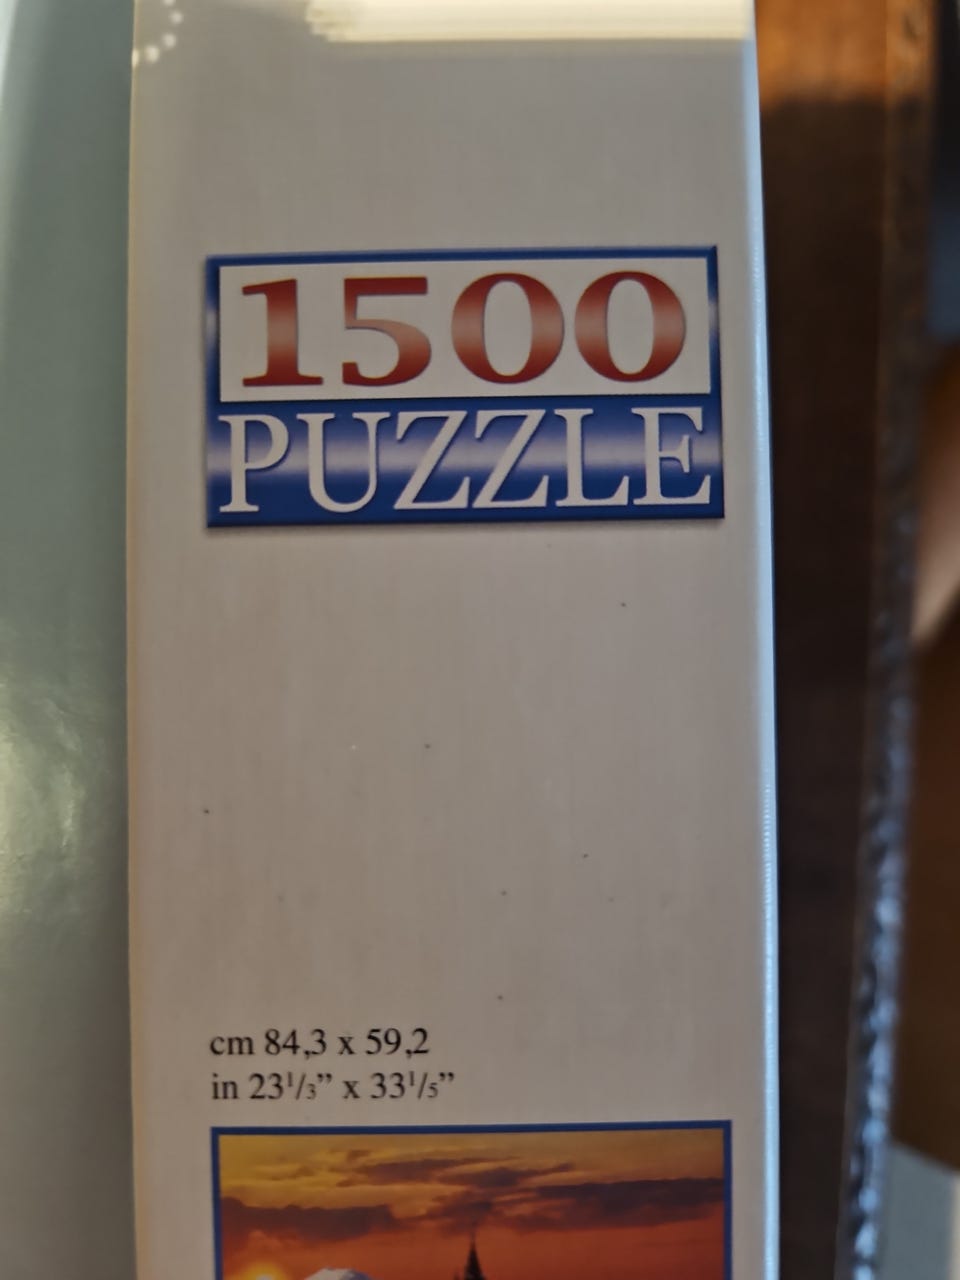 1500
PUZZLE
cm 84,3 x 59,2
in 23¹/₃” x 33¹/₅”